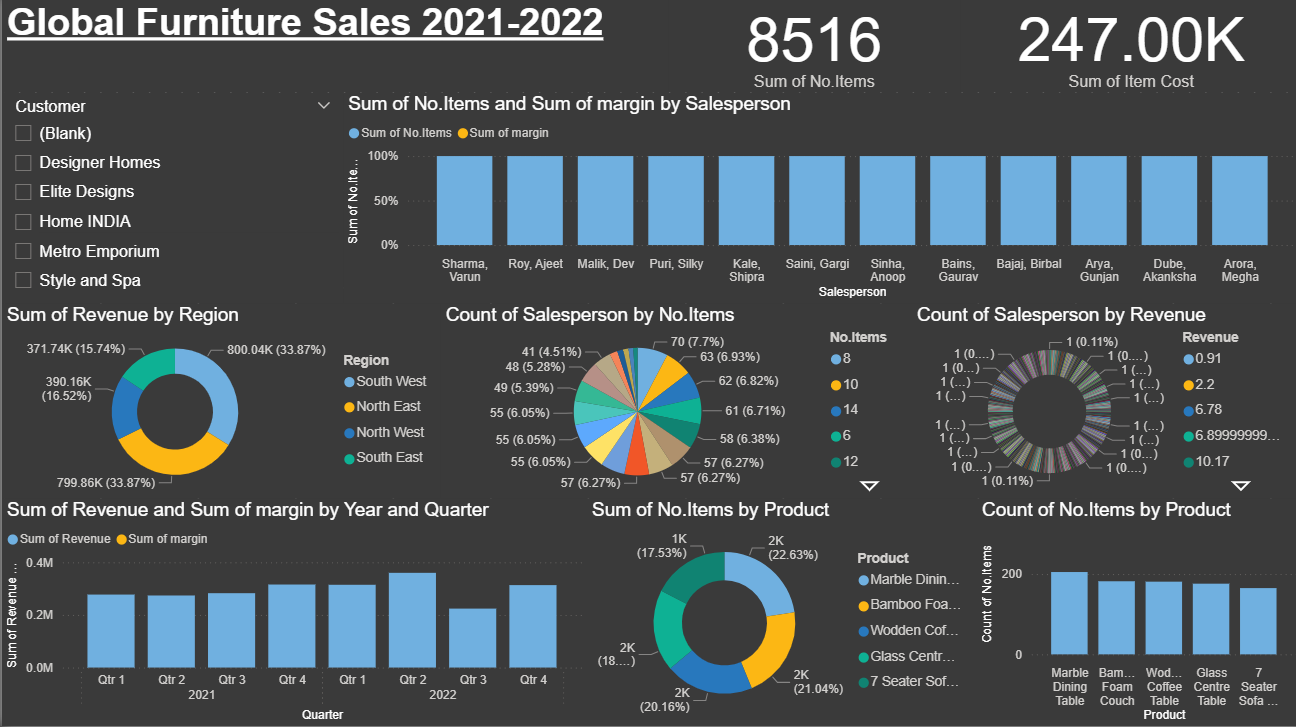 Global Furniture Sales 2021-2022
8516
Sum of No.Items
247.00K
Sum of Item Cost
Customer
(Blank)
Designer Homes
Elite Designs
Home INDIA
Metro Emporium
Style and Spa
Sum of No.Items and Sum of margin by Salesperson
Sum of No.Items
Sum of margin
Sum of No.Ite...
100%
50%
0%
Sharma,
Varun
Roy, Ajeet
Malik, Dev
Puri, Silky
Kale,
Shipra
Saini, Gargi
Sinha,
Anoop
Bains,
Gaurav
Bajaj, Birbal
Arya,
Gunjan
Dube,
Akanksha
Arora,
Megha
Salesperson
Sum of Revenue by Region
371.74K (15.74%)
800.04K (33.87%)
390.16K
(16.52%)
799.86K (33.87%)
Region
South West
North East
North West
South East
Count of Salesperson by No.Items
41 (4.51%)
48 (5.28%)
49 (5.39%)
55 (6.05%)
55 (6.05%)
55 (6.05%)
57 (6.27%)
70 (7.7%)
63 (6.93%)
62 (6.82%)
61 (6.71%)
58 (6.38%)
57 (6.27%)
57 (6.27%)
No.Items
8
10
14
6
12
Count of Salesperson by Revenue
1 (0....)
1 (0...)
1 (...)
1 (...)
1 (...)
1 (...)
1 (...)
1 (0....)
1 (0.11%)
1 (0.11%)
1 (0...)
1 (0...)
1 (...)
1 (...)
1 (...)
1 (...)
1 (0...)
1 (0....)
Revenue
0.91
2.2
6.78
6.89999999...
10.17
Sum of Revenue and Sum of margin by Year and Quarter
Sum of Revenue
Sum of margin
Sum of Revenue ...
0.4M
0.2M
0.0M
Qtr 1
Qtr 2
Qtr 3
Qtr 4
Qtr 1
Qtr 2
Qtr 3
Qtr 4
2021
2022
Quarter
Sum of No.Items by Product
1K
(17.53%)
2K
(22.63%)
2K
(18....)
2K
(20.16%)
2K
(21.04%)
Product
Marble Dinin...
Bamboo Foa...
Wodden Cof...
Glass Centr...
7 Seater Sof...
Count of No.Items by Product
Count of No.Items
200
0
Marble
Dining
Table
Bam...
Foam
Couch
Wod...
Coffee
Table
Glass
Centre
Table
7
Seater
Sofa ...
Product